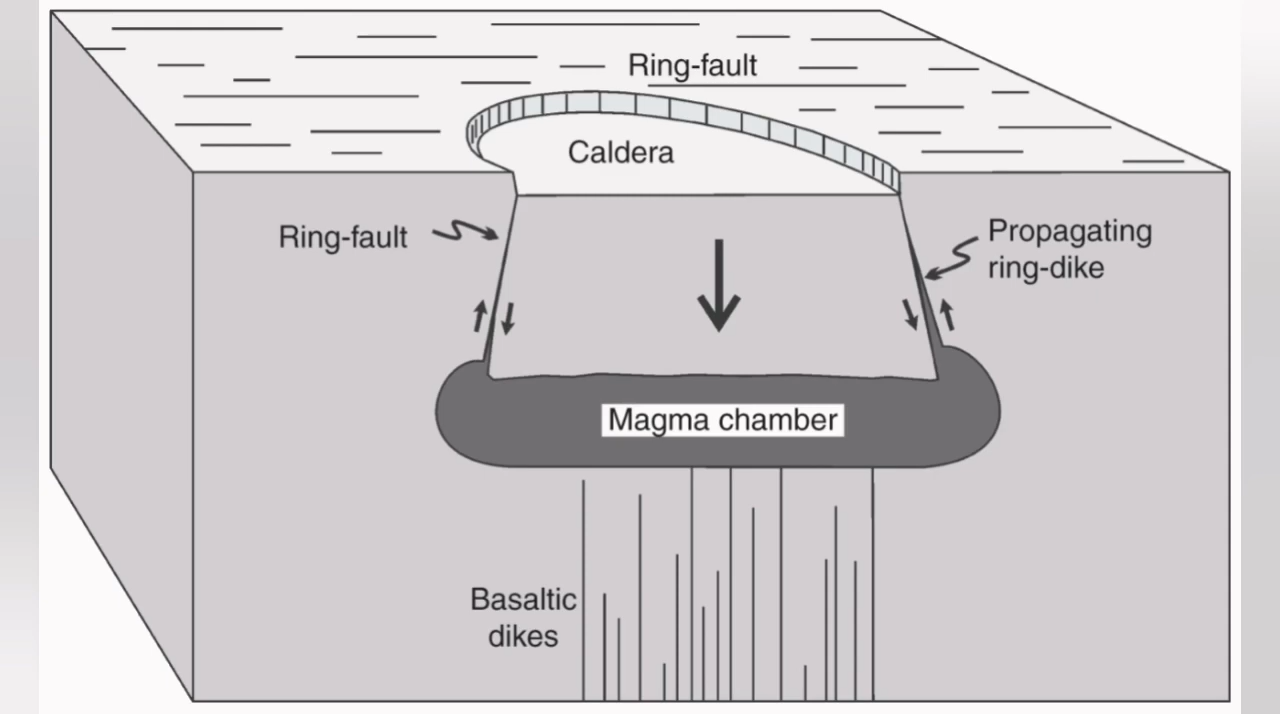 Ring-fault
Caldera
Ring-fault
Propagating
ring-dike
Magma chamber
Basaltic
dikes